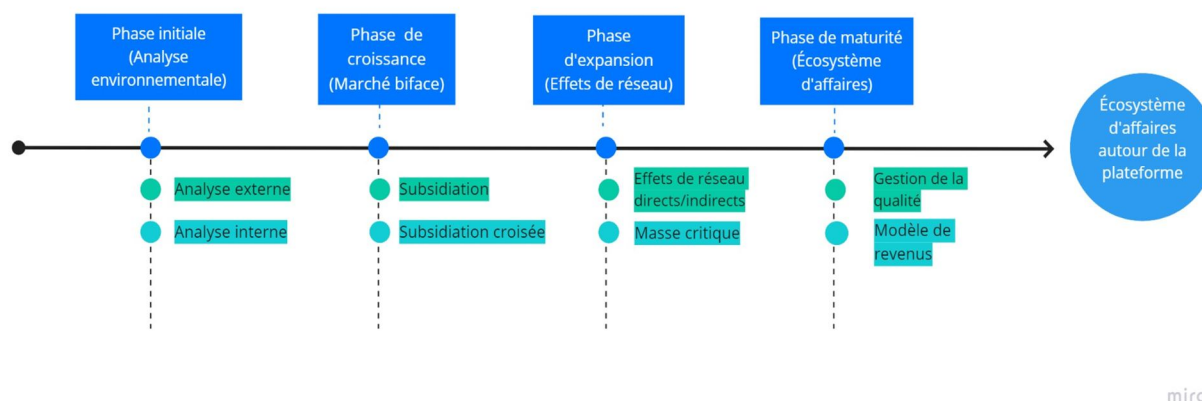 Phase initiale
(Analyse
environnementale)
Phase de
croissance
(Marché biface)
Phase
d'expansion
(Effets de réseau)
Phase de maturité
(Écosystème
d'affaires)
Écosystème
d'affaires
autour de la
plateforme
Analyse externe
Analyse interne
Subsidiation
Subsidiation croisée
Effets de réseau
directs/indirects
Masse critique
Gestion de la
qualité
Modèle de
revenus